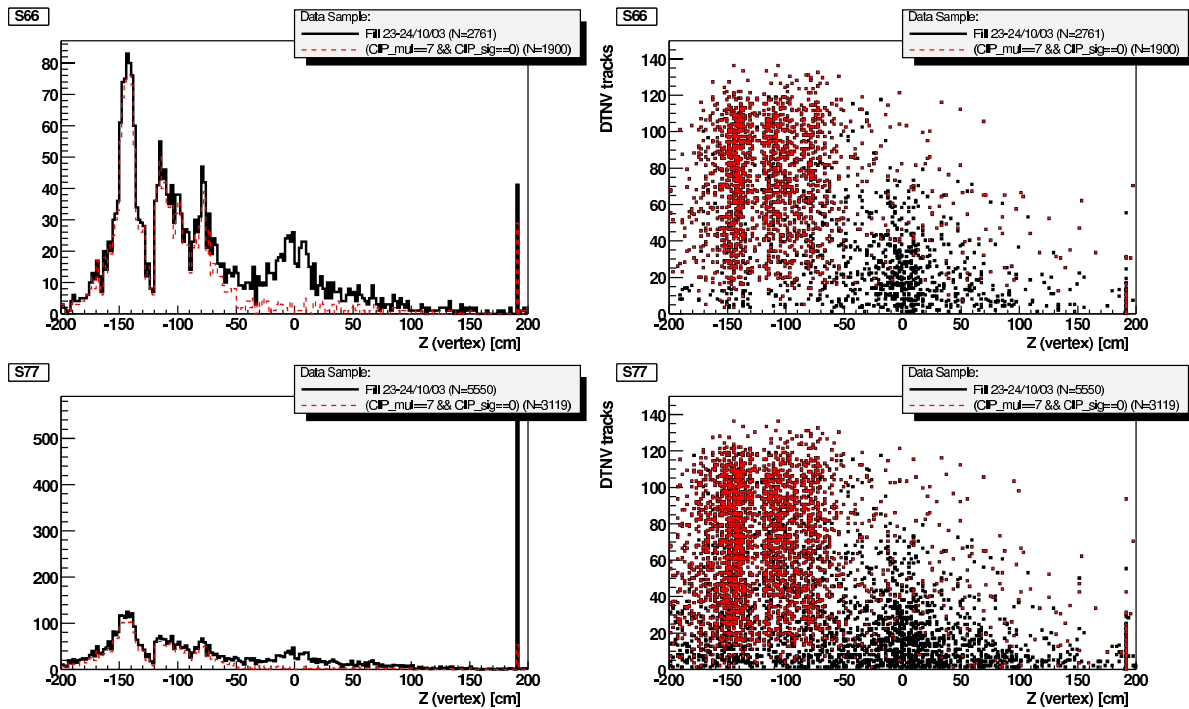 S66
Data Sample:
Fill 23-24/10/03 (N=2761)
(CIP_mul==7 && CIP_sig==0) (N=1900)
80
70
60
50
40
30
20
10
0
-200 -150 -100 -50 0 50 100 150 200
Z (vertex) [cm]
S66
Data Sample:
Fill 23-24/10/03 (N=2761)
(CIP_mul==7 && CIP_sig==0) (N=1900)
DTNV tracks
140
120
100
80
60
40
20
0
-200 -150 -100 -50 0 50 100 150 200
Z (vertex) [cm]
S77
Data Sample:
Fill 23-24/10/03 (N=5550)
(CIP_mul==7 && CIP_sig==0) (N=3119)
500
400
300
200
100
0
-200 -150 -100 -50 0 50 100 150 200
Z (vertex) [cm]
S77
Data Sample:
Fill 23-24/10/03 (N=5550)
(CIP_mul==7 && CIP_sig==0) (N=3119)
DTNV tracks
140
120
100
80
60
40
20
0
-200 -150 -100 -50 0 50 100 150 200
Z (vertex) [cm]